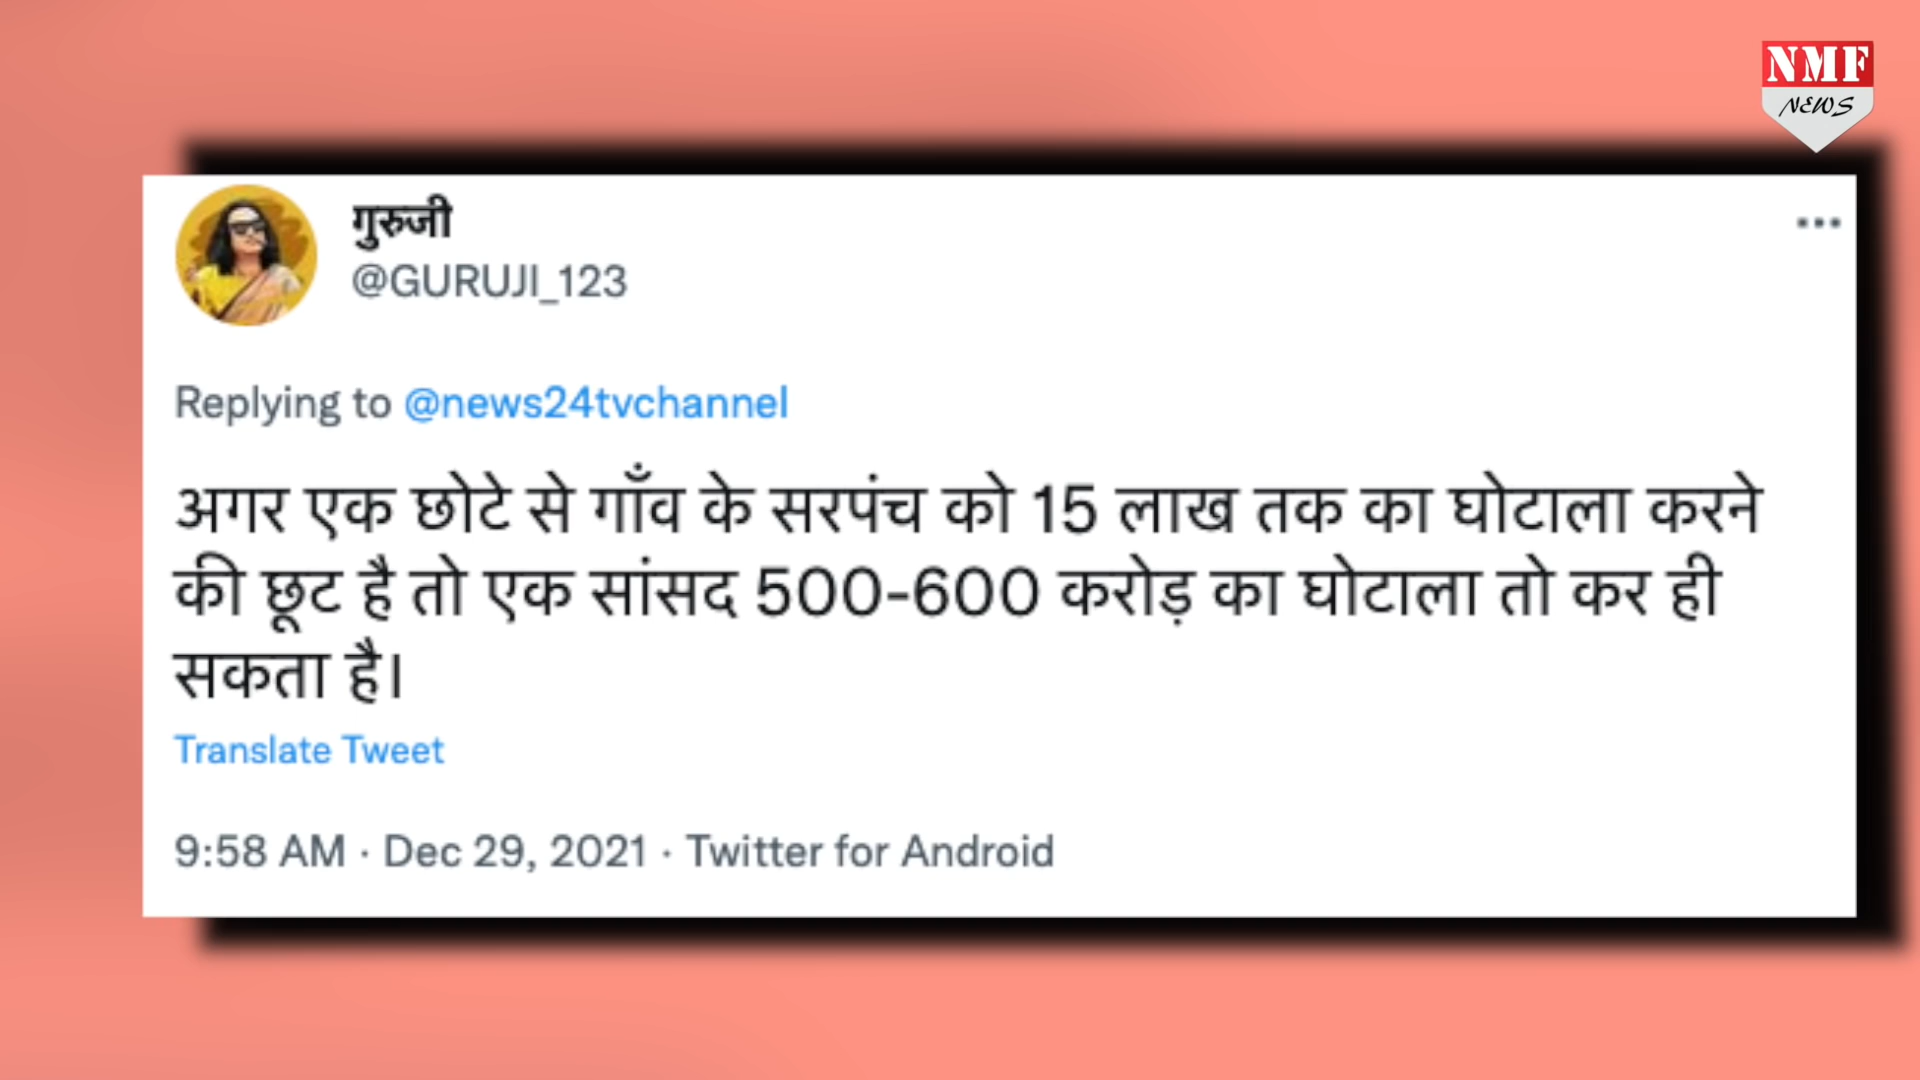 NMF
NEWS
गुरुजी
@GURUJI_123
Replying to @news24tvchannel
अगर एक छोटे से गाँव के सरपंच को 15 लाख तक का घोटाला करने
की छूट है तो एक सांसद 500-600 करोड़ का घोटाला तो कर ही
सकता है।
Translate Tweet
9:58 AM · Dec 29, 2021 · Twitter for Android